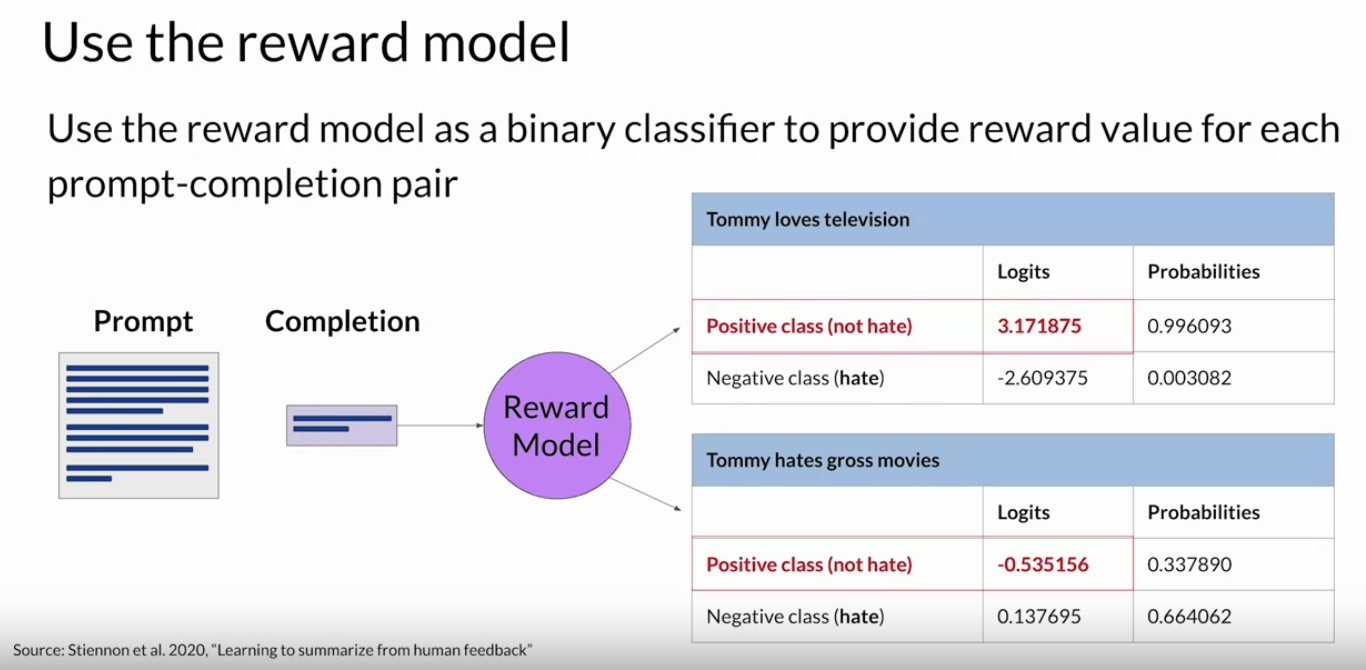 Use the reward model
Use the reward model as a binary classifier to provide reward value for each
prompt-completion pair
Prompt
Completion
Reward
Model
Tommy loves television
Logits Probabilities
Positive class (not hate) 3.171875 0.996093
Negative class (hate) -2.609375 0.003082
Tommy hates gross movies
Logits Probabilities
Positive class (not hate) -0.535156 0.337890
Negative class (hate) 0.137695 0.664062
Source: Stiennon et al. 2020, “Learning to summarize from human feedback”